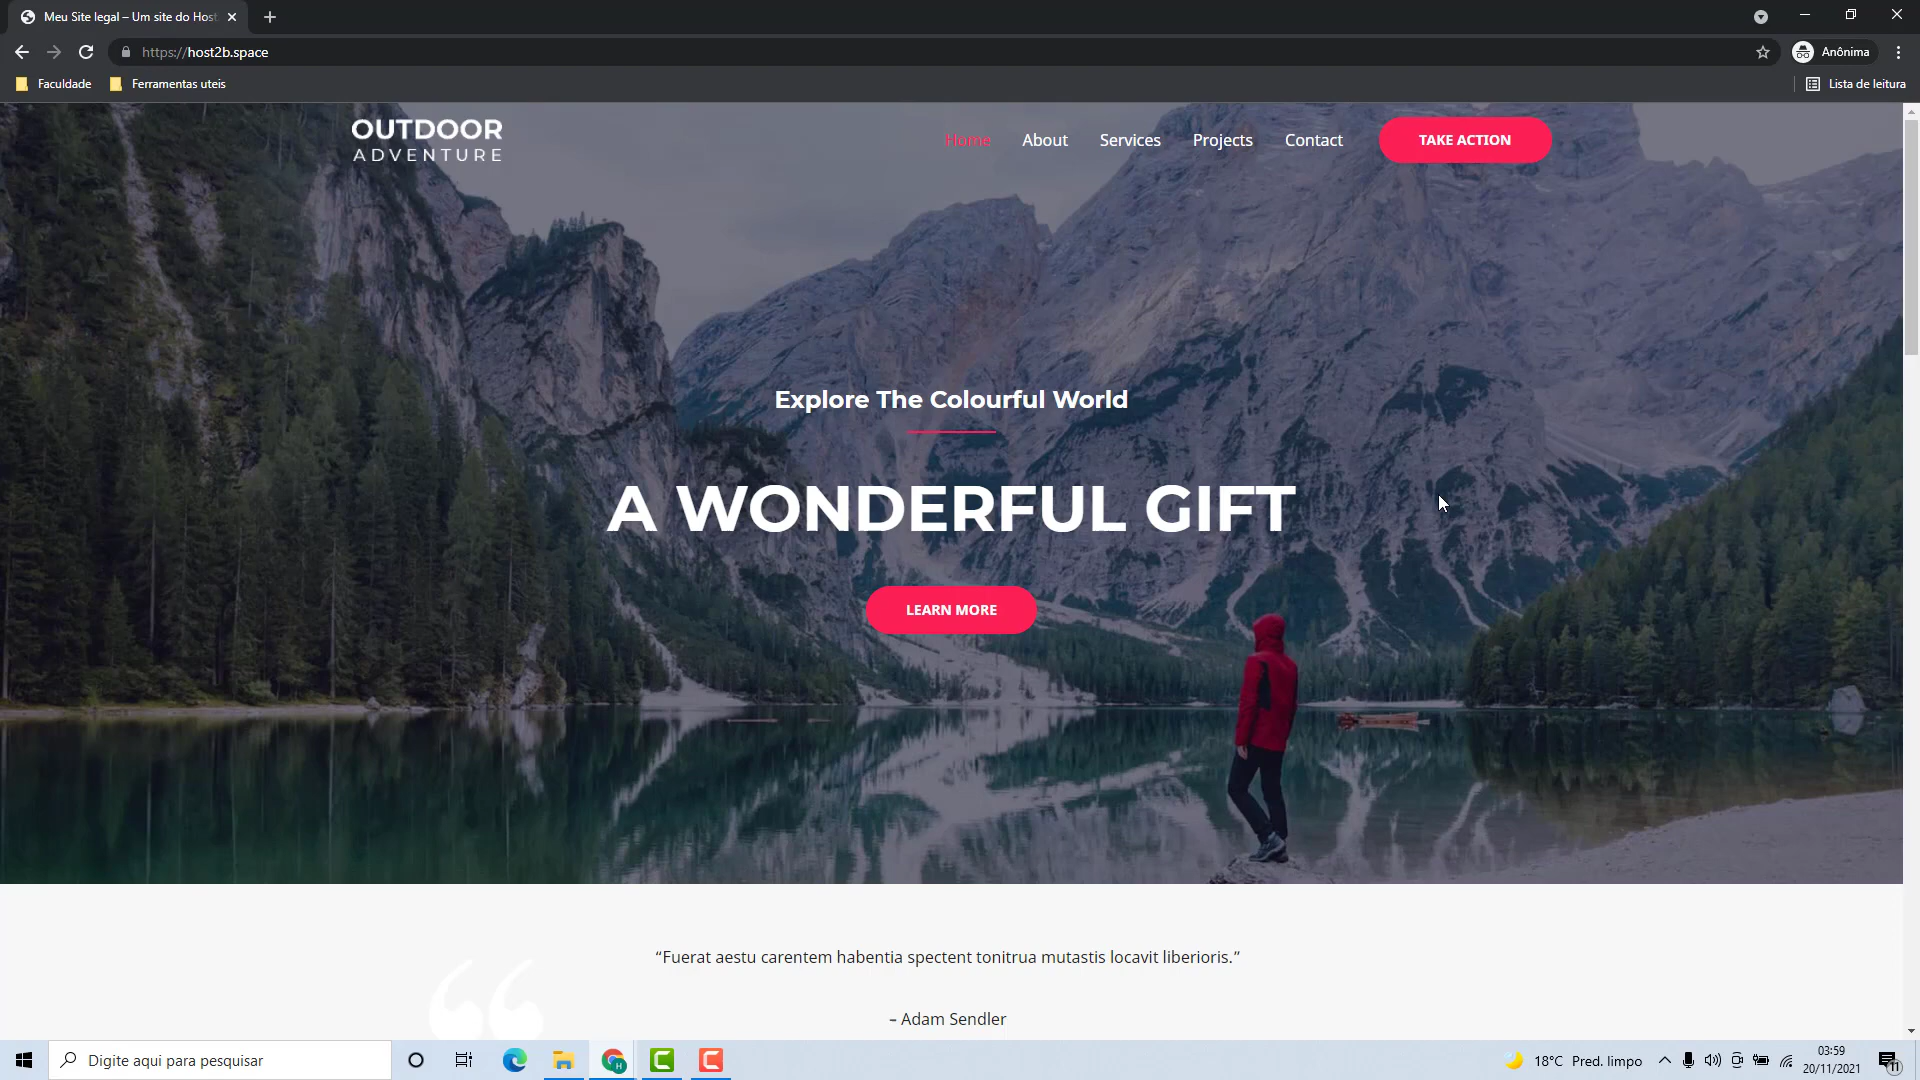 Meu Site legal – Um site do Host
https://host2b.space
Anônima
Faculdade
Ferramentas uteis
Lista de leitura
OUTDOOR
ADVENTURE
Home
About
Services
Projects
Contact
TAKE ACTION
Explore The Colourful World
A WONDERFUL GIFT
LEARN MORE
“Fuerat aestu carentem habentia spectent tonitrua mutastis locavit liberioris.”
– Adam Sendler
Digite aqui para pesquisar
H
18°C Pred. limpo
03:59
20/11/2021
11